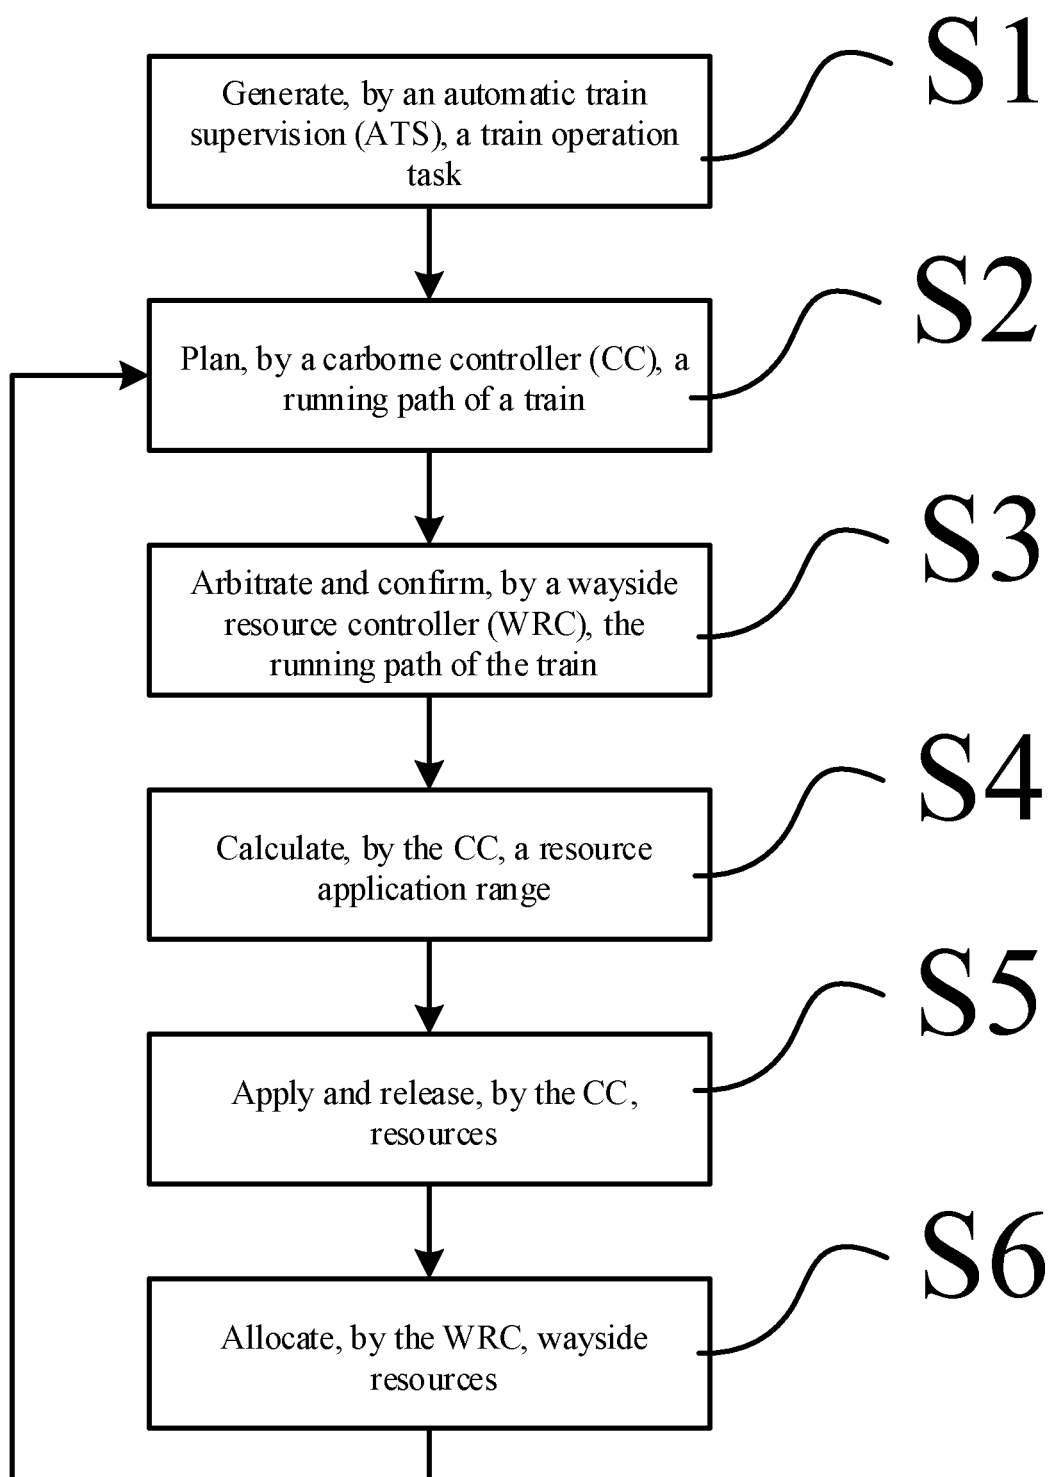 S1
Generate, by an automatic train
supervision (ATS), a train operation
task
S2
Plan, by a carborne controller (CC), a
running path of a train
S3
Arbitrate and confirm, by a wayside
resource controller (WRC), the
running path of the train
S4
Calculate, by the CC, a resource
application range
S5
Apply and release, by the CC,
resources
S6
Allocate, by the WRC, wayside
resources